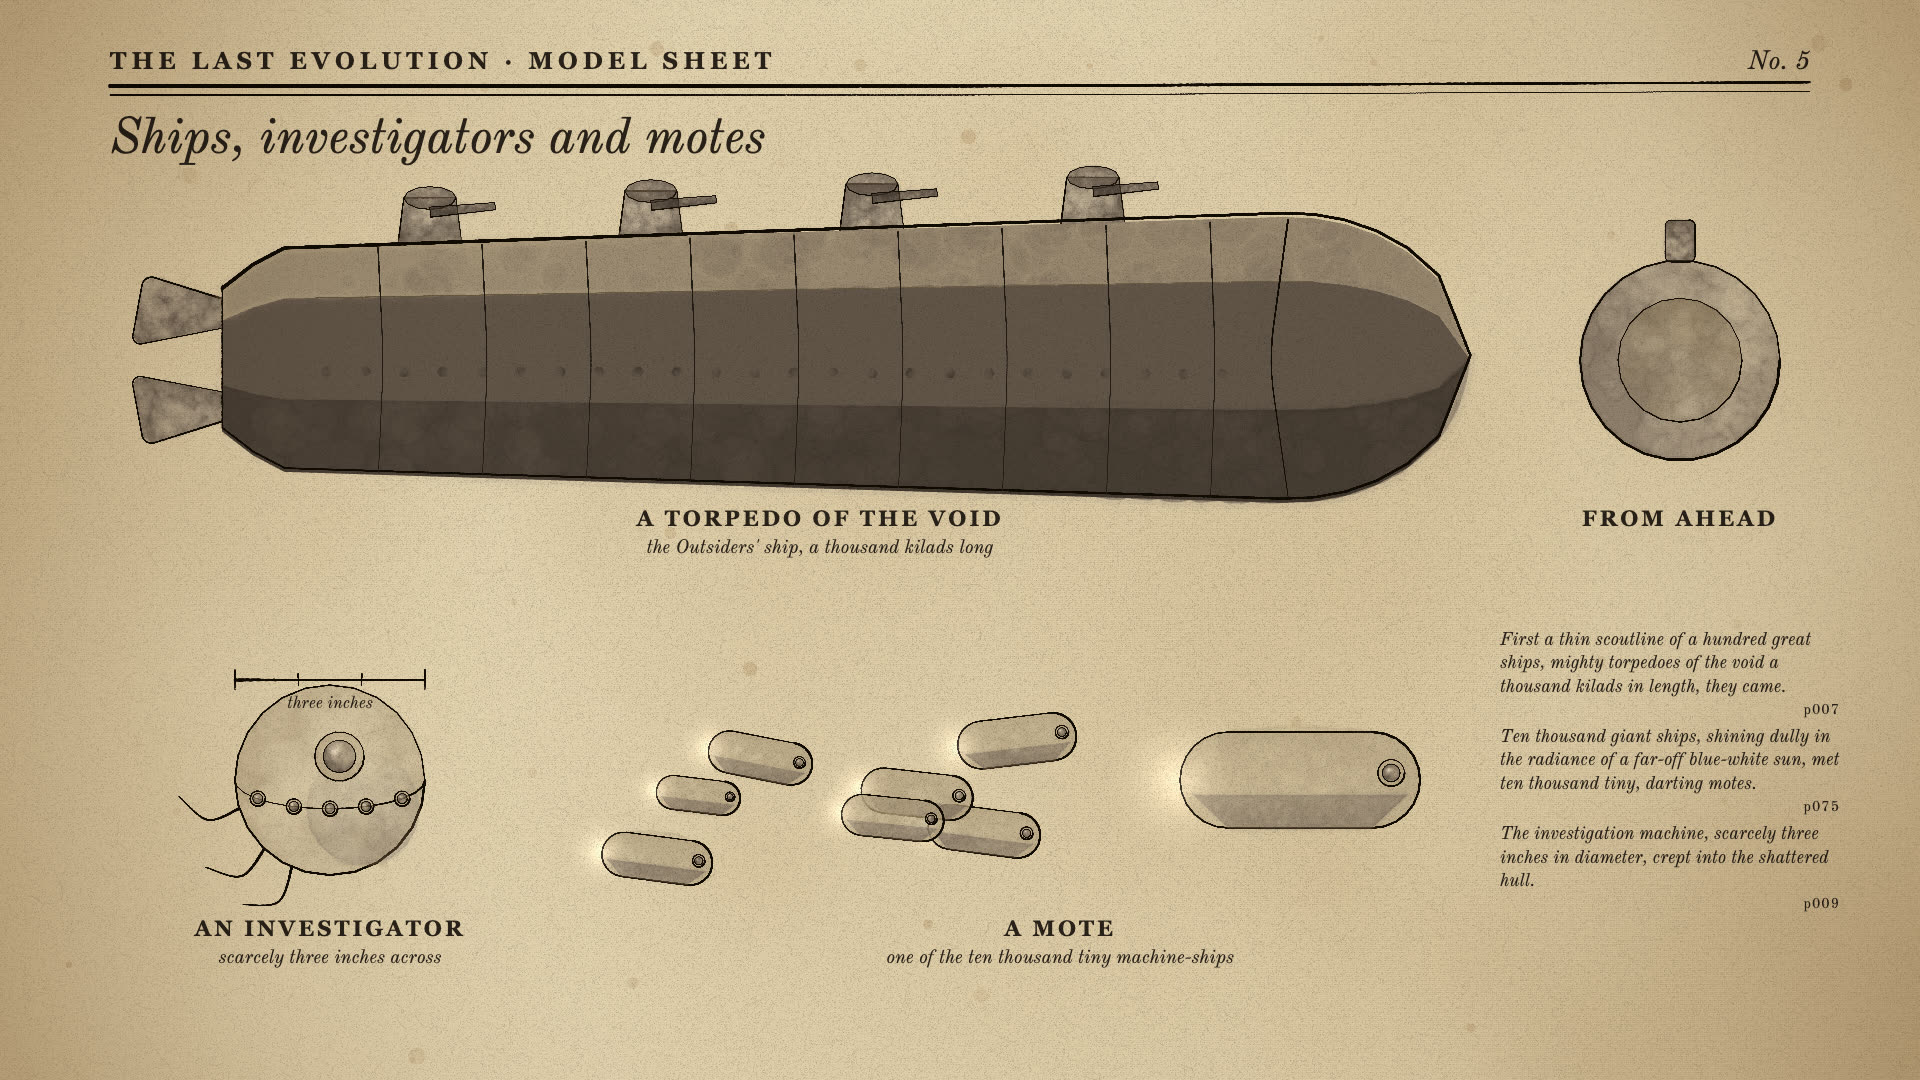 THE LAST EVOLUTION · MODEL SHEET
No. 5
Ships, investigators and motes
A TORPEDO OF THE VOID
the Outsiders' ship, a thousand kilads long
FROM AHEAD
three inches
AN INVESTIGATOR
scarcely three inches across
A MOTE
one of the ten thousand tiny machine-ships
First a thin scoutline of a hundred great
ships, mighty torpedoes of the void a
thousand kilads in length, they came.
p007
Ten thousand giant ships, shining dully in
the radiance of a far-off blue-white sun, met
ten thousand tiny, darting motes.
p075
The investigation machine, scarcely three
inches in diameter, crept into the shattered
hull.
p009